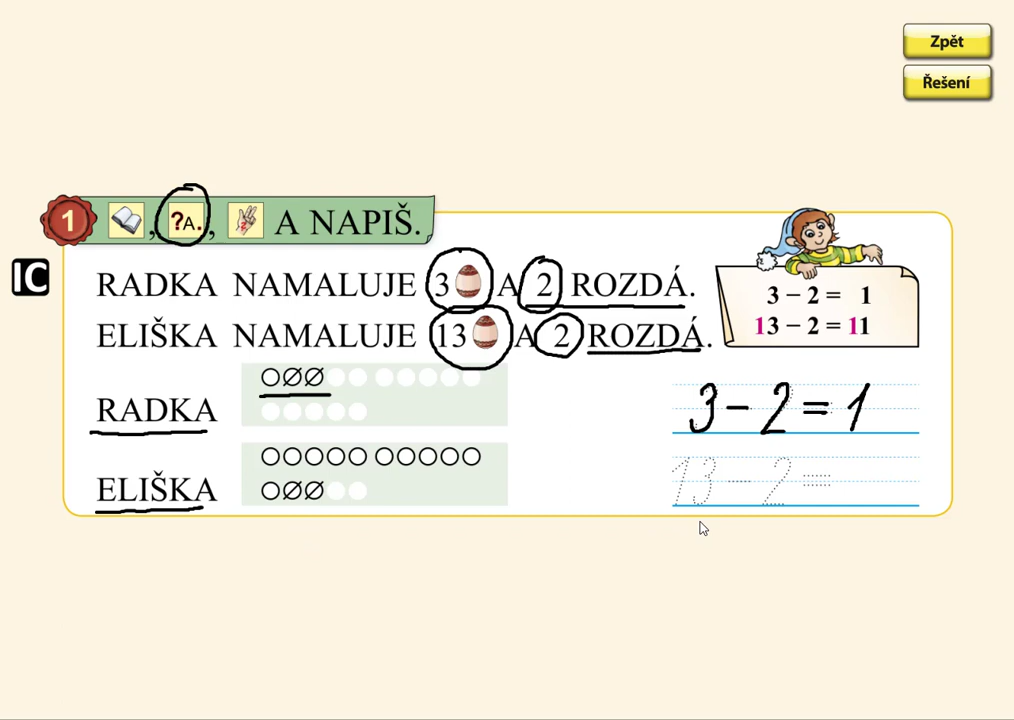 Zpět
Řešení
1 , ?A. , A NAPIŠ.
IC
RADKA NAMALUJE 3 A 2 ROZDÁ.
ELIŠKA NAMALUJE 13 A 2 ROZDÁ.
3 − 2 = 1
13 − 2 = 11
RADKA
3 − 2 = 1
ELIŠKA
13 − 2 =